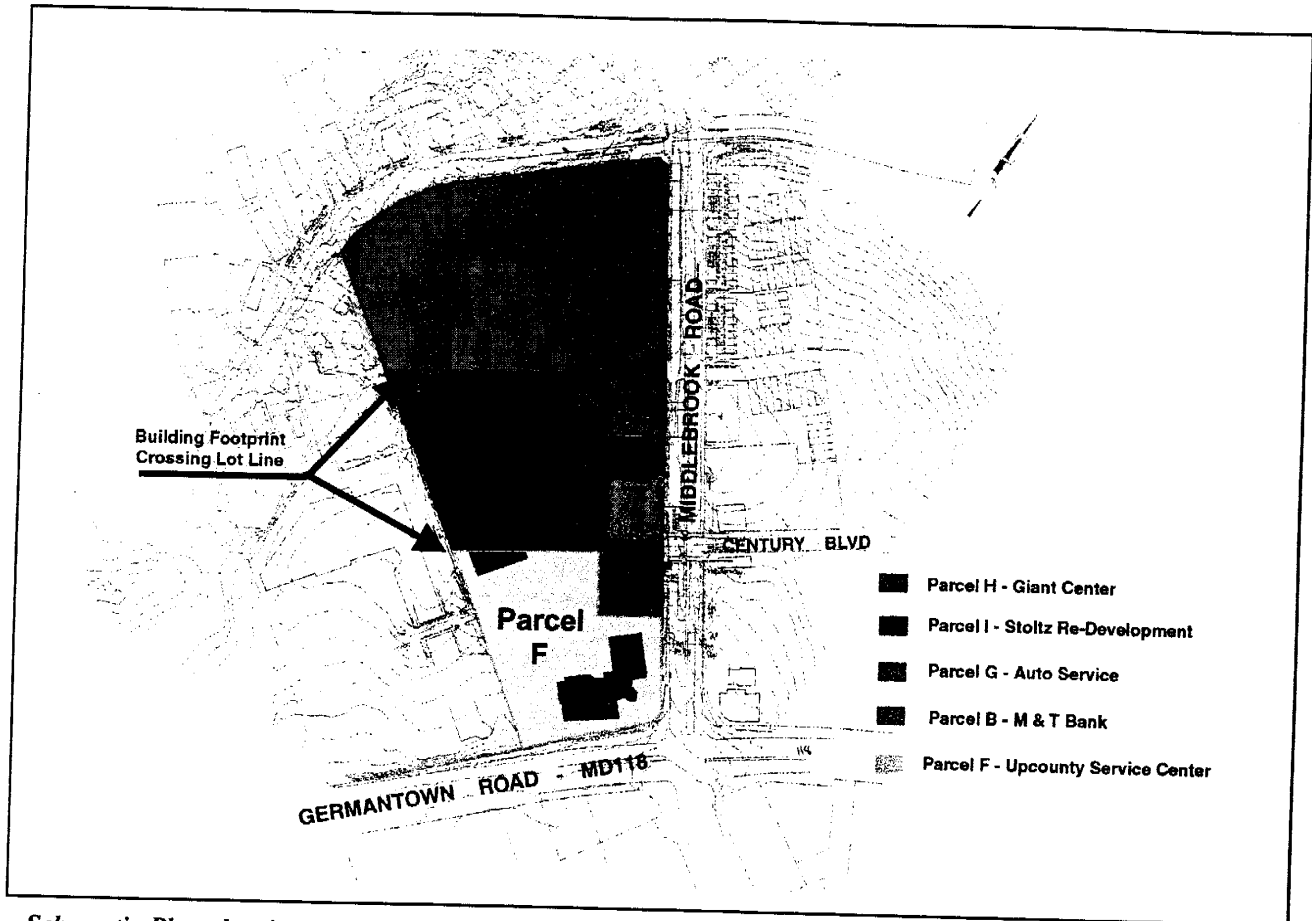 MIDDLEBROOK ROAD
Building Footprint
Crossing Lot Line
CENTURY BLVD
Parcel
F
Parcel H - Giant Center
Parcel I - Stoltz Re-Development
Parcel G - Auto Service
Parcel B - M & T Bank
Parcel F - Upcounty Service Center
118
GERMANTOWN ROAD - MD118